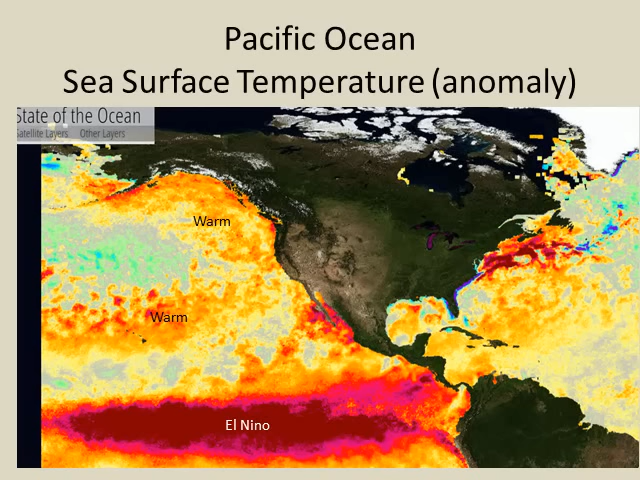 Pacific Ocean
Sea Surface Temperature (anomaly)
State of the Ocean
Satellite Layers Other Layers
Warm
Warm
El Nino